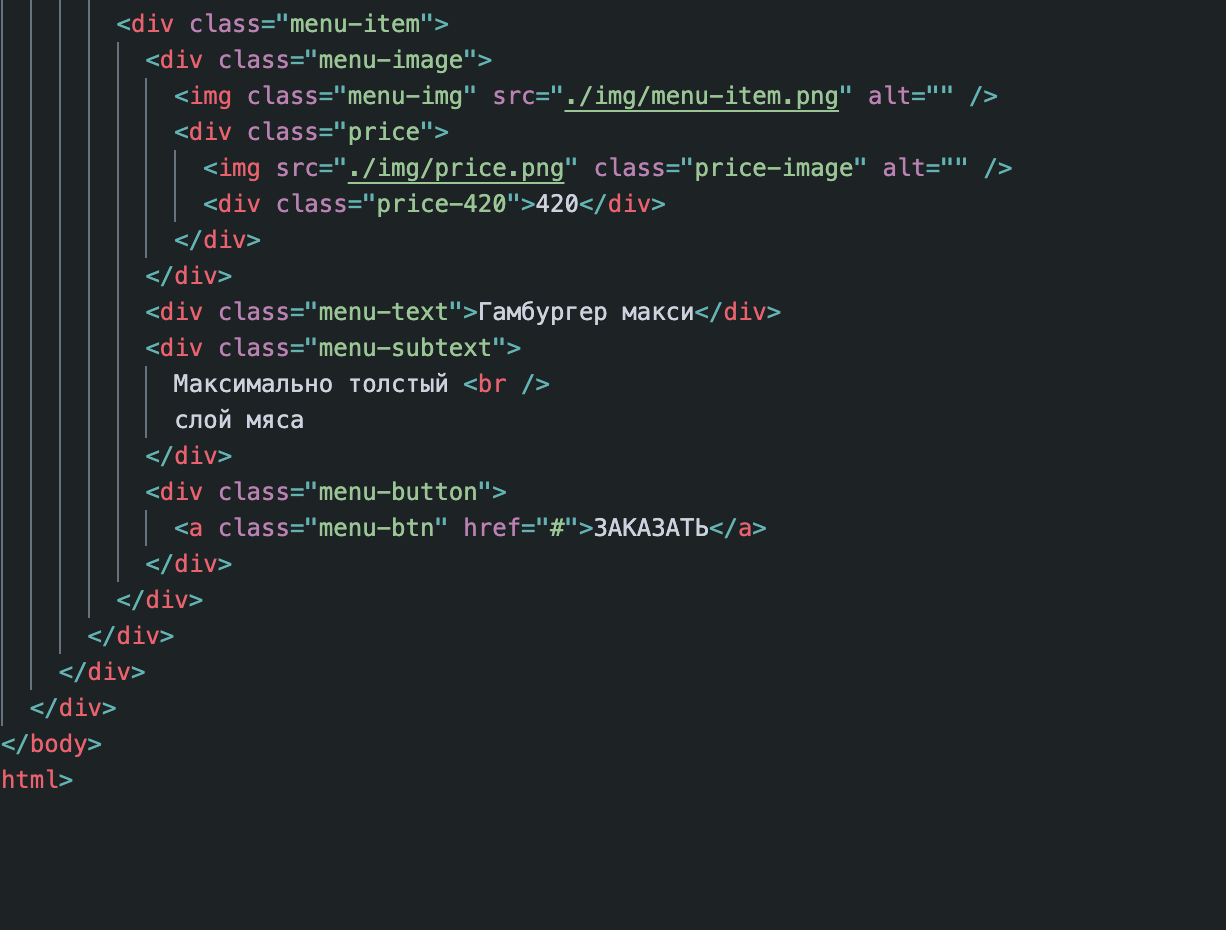 <div class="menu-item">
<div class="menu-image">
<img class="menu-img" src="./img/menu-item.png" alt="" />
<div class="price">
<img src="./img/price.png" class="price-image" alt="" />
<div class="price-420">420</div>
</div>
</div>
<div class="menu-text">Гамбургер макси</div>
<div class="menu-subtext">
Максимально толстый <br />
слой мяса
</div>
<div class="menu-button">
<a class="menu-btn" href="#">ЗАКАЗАТЬ</a>
</div>
</div>
</div>
</div>
</div>
</body>
html>